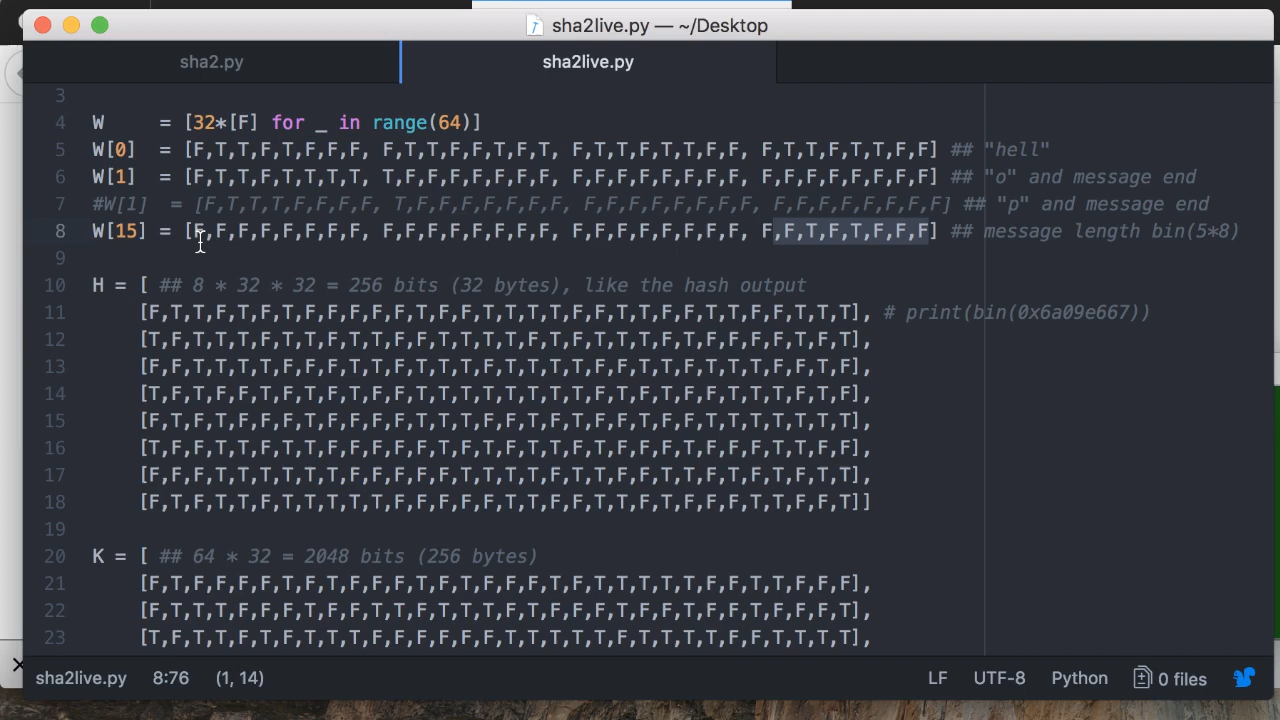 sha2live.py — ~/Desktop
sha2.py
sha2live.py
3
4 W = [32*[F] for _ in range(64)]
5 W[0] = [F,T,T,F,T,F,F,F, F,T,T,F,F,T,F,T, F,T,T,F,T,T,F,F, F,T,T,F,T,T,F,F] ## "hell"
6 W[1] = [F,T,T,F,T,T,T,T, T,F,F,F,F,F,F,F, F,F,F,F,F,F,F,F, F,F,F,F,F,F,F,F] ## "o" and message end
7 #W[1] = [F,T,T,T,F,F,F,F, T,F,F,F,F,F,F,F, F,F,F,F,F,F,F,F, F,F,F,F,F,F,F,F] ## "p" and message end
8 W[15] = [F,F,F,F,F,F,F,F, F,F,F,F,F,F,F,F, F,F,F,F,F,F,F,F, F,F,T,F,T,F,F,F] ## message length bin(5*8)
9
10 H = [ ## 8 * 32 * 32 = 256 bits (32 bytes), like the hash output
11 [F,T,T,F,T,F,T,F,F,F,F,F,T,F,F,T,T,T,T,F,F,T,T,F,F,T,T,F,F,T,T,T], # print(bin(0x6a09e667))
12 [T,F,T,T,T,F,T,T,F,T,T,F,F,T,T,T,T,F,T,F,T,T,T,F,T,F,F,F,F,T,F,T],
13 [F,F,T,T,T,T,F,F,F,T,T,F,T,T,T,F,T,T,T,T,F,F,T,T,F,T,T,T,F,F,T,F],
14 [T,F,T,F,F,T,F,T,F,T,F,F,T,T,T,T,T,T,T,T,F,T,F,T,F,F,T,T,T,F,T,F],
15 [F,T,F,T,F,F,F,T,F,F,F,F,T,T,T,F,F,T,F,T,F,F,T,F,F,T,T,T,T,T,T,T],
16 [T,F,F,T,T,F,T,T,F,F,F,F,F,T,F,T,F,T,T,F,T,F,F,F,T,F,F,F,T,T,F,F],
17 [F,F,F,T,T,T,T,T,T,F,F,F,F,F,T,T,T,T,F,T,T,F,F,T,T,F,T,F,T,F,T,T],
18 [F,T,F,T,T,F,T,T,T,T,T,F,F,F,F,F,T,T,F,F,T,T,F,T,F,F,F,T,T,F,F,T]]
19
20 K = [ ## 64 * 32 = 2048 bits (256 bytes)
21 [F,T,F,F,F,F,T,F,T,F,F,F,T,F,T,F,F,F,T,F,T,T,T,T,T,F,F,T,T,F,F,F],
22 [F,T,T,T,F,F,F,T,F,F,T,T,F,T,T,T,F,T,F,F,F,T,F,F,T,F,F,T,F,F,F,T],
23 [T,F,T,T,F,T,F,T,T,T,F,F,F,F,F,F,T,T,T,T,T,F,T,T,T,T,F,F,T,T,T,T],
sha2live.py 8:76 (1, 14) LF UTF-8 Python 0 files